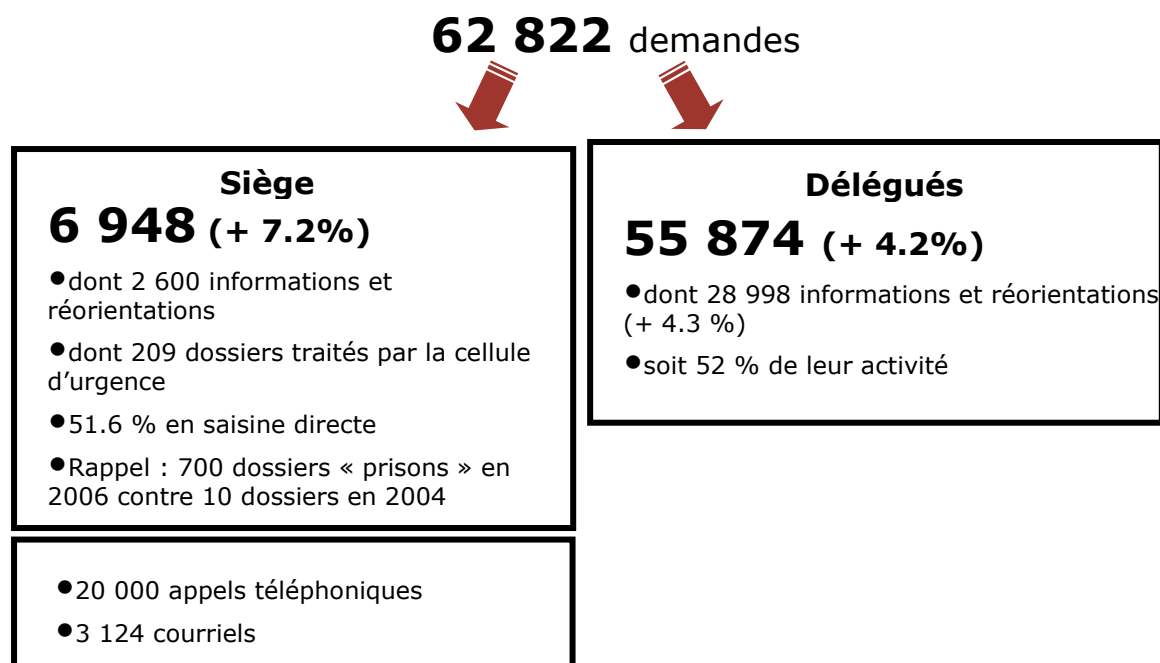 62 822 demandes
Siège
6 948 (+ 7.2%)
●dont 2 600 informations et
réorientations
●dont 209 dossiers traités par la cellule
d’urgence
●51.6 % en saisine directe
●Rappel : 700 dossiers « prisons » en
2006 contre 10 dossiers en 2004
Délégués
55 874 (+ 4.2%)
●dont 28 998 informations et réorientations
(+ 4.3 %)
●soit 52 % de leur activité
●20 000 appels téléphoniques
●3 124 courriels